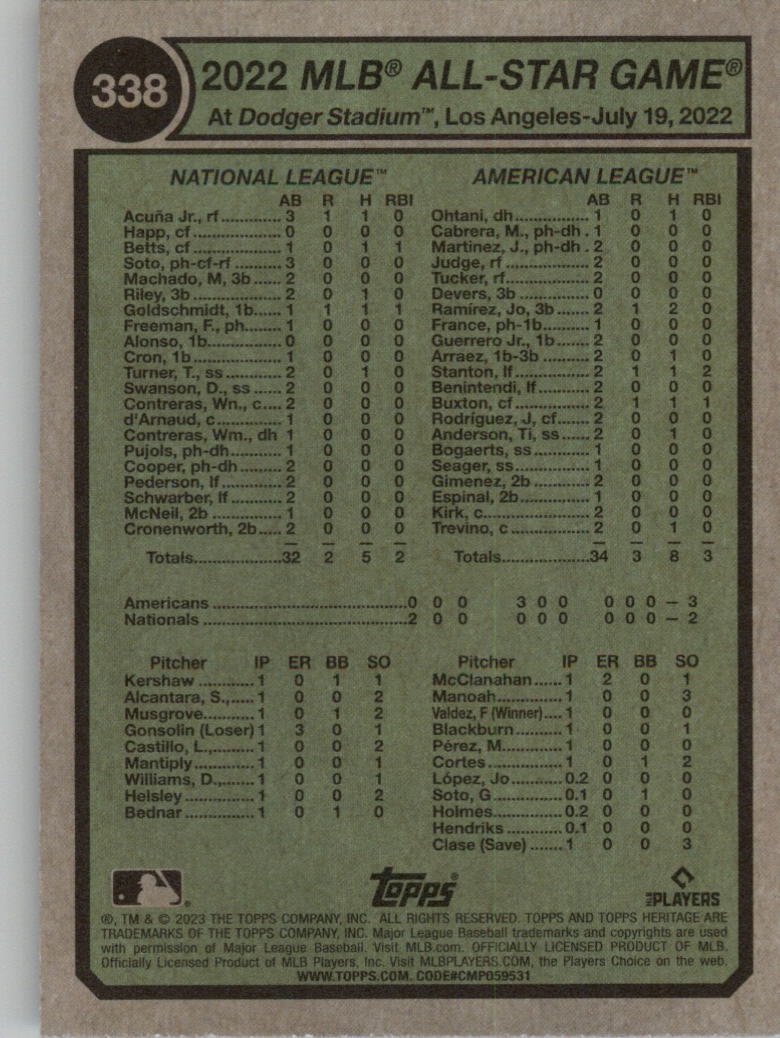 338
2022 MLB® ALL-STAR GAME®
At Dodger Stadium™, Los Angeles-July 19, 2022
NATIONAL LEAGUE™
AB R H RBI
Acuña Jr., rf............. 3 1 1 0
Happ, cf .................. 0 0 0 0
Betts, cf ................... 1 0 1 1
Soto, ph-cf-rf .......... 3 0 0 0
Machado, M, 3b ..... 2 0 0 0
Riley, 3b .................. 2 0 1 0
Goldschmidt, 1b..... 1 1 1 1
Freeman, F., ph...... 1 0 0 0
Alonso, 1b............... 0 0 0 0
Cron, 1b .................. 1 0 0 0
Turner, T., ss ........... 2 0 1 0
Swanson, D., ss ..... 2 0 0 0
Contreras, Wn., c.... 2 0 0 0
d'Arnaud, c.............. 1 0 0 0
Contreras, Wm., dh 1 0 0 0
Pujols, ph-dh........... 1 0 0 0
Cooper, ph-dh ........ 2 0 0 0
Pederson, lf............. 2 0 0 0
Schwarber, lf .......... 2 0 0 0
McNeil, 2b .............. 1 0 0 0
Cronenworth, 2b..... 2 0 0 0
Totals.....................32 2 5 2
AMERICAN LEAGUE™
AB R H RBI
Ohtani, dh................. 1 0 1 0
Cabrera, M., ph-dh . 1 0 0 0
Martinez, J., ph-dh . 2 0 0 0
Judge, rf ................... 2 0 0 0
Tucker, rf................... 2 0 0 0
Devers, 3b ............... 0 0 0 0
Ramírez, Jo, 3b........ 2 1 2 0
France, ph-1b........... 1 0 0 0
Guerrero Jr., 1b........ 2 0 0 0
Arraez, 1b-3b ........... 2 0 1 0
Stanton, lf................. 2 1 1 2
Benintendi, lf............ 2 0 0 0
Buxton, cf................. 2 1 1 1
Rodríguez, J, cf........ 2 0 0 0
Anderson, Ti, ss....... 2 0 1 0
Bogaerts, ss............. 1 0 0 0
Seager, ss................. 1 0 0 0
Gimenez, 2b ............ 2 0 0 0
Espinal, 2b............... 1 0 0 0
Kirk, c........................ 2 0 0 0
Trevino, c ................. 2 0 1 0
Totals.....................34 3 8 3
Americans ...................................0 0 0 3 0 0 0 0 0 – 3
Nationals .....................................2 0 0 0 0 0 0 0 0 – 2
Pitcher IP ER BB SO
Kershaw ............ 1 0 1 1
Alcantara, S.,..... 1 0 0 2
Musgrove.......... 1 0 1 2
Gonsolin (Loser) 1 3 0 1
Castillo, L.,......... 1 0 0 2
Mantiply............ 1 0 0 1
Williams, D.,...... 1 0 0 1
Helsley .............. 1 0 0 2
Bednar .............. 1 0 1 0
Pitcher IP ER BB SO
McClanahan...... 1 2 0 1
Manoah............. 1 0 0 3
Valdez, F (Winner).... 1 0 0 0
Blackburn.......... 1 0 0 1
Pérez, M............ 1 0 0 0
Cortes ............... 1 0 1 2
López, Jo.......... 0.2 0 0 0
Soto, G ............. 0.1 0 1 0
Holmes............. 0.2 0 0 0
Hendriks .......... 0.1 0 0 0
Clase (Save) ....... 1 0 0 3
topps®
MLB PLAYERS
®, TM & © 2023 THE TOPPS COMPANY, INC. ALL RIGHTS RESERVED. TOPPS AND TOPPS HERITAGE ARE
TRADEMARKS OF THE TOPPS COMPANY, INC. Major League Baseball trademarks and copyrights are used
with permission of Major League Baseball. Visit MLB.com. OFFICIALLY LICENSED PRODUCT OF MLB
Officially Licensed Product of MLB Players, Inc. Visit MLBPLAYERS.COM, the Players Choice on the web.
WWW.TOPPS.COM. CODE#CMP059531